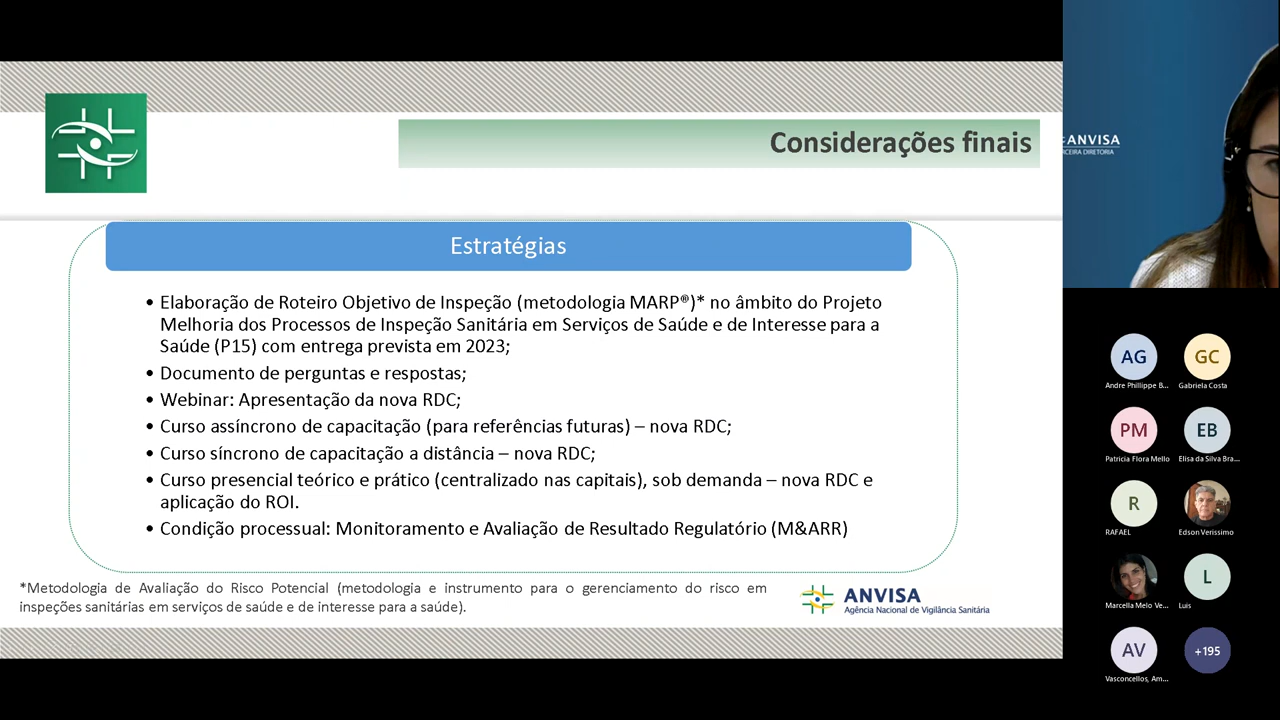 Considerações finais
Estratégias
• Elaboração de Roteiro Objetivo de Inspeção (metodologia MARP®)* no âmbito do Projeto
Melhoria dos Processos de Inspeção Sanitária em Serviços de Saúde e de Interesse para a
Saúde (P15) com entrega prevista em 2023;
• Documento de perguntas e respostas;
• Webinar: Apresentação da nova RDC;
• Curso assíncrono de capacitação (para referências futuras) – nova RDC;
• Curso síncrono de capacitação a distância – nova RDC;
• Curso presencial teórico e prático (centralizado nas capitais), sob demanda – nova RDC e
aplicação do ROI.
• Condição processual: Monitoramento e Avaliação de Resultado Regulatório (M&ARR)
*Metodologia de Avaliação do Risco Potencial (metodologia e instrumento para o gerenciamento do risco em
inspeções sanitárias em serviços de saúde e de interesse para a saúde).
ANVISA
Agência Nacional de Vigilância Sanitária
ANVISA
CEIRA DIRETORIA
AG
GC
Andre Phillippe B...
Gabriela Costa
PM
EB
Patricia Flora Mello
Elisa da Silva Bra...
R
RAFAEL
Edson Verissimo
L
Marcella Melo Ve...
Luis
AV
+195
Vasconcellos, Am...